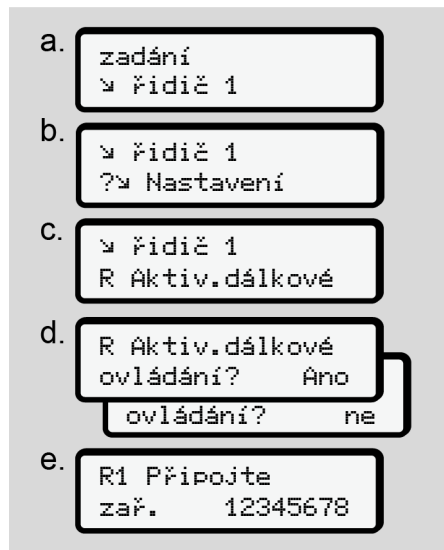 a.
zadání
↘ řidič 1
b.
↘ řidič 1
?↘ Nastavení
c.
↘ řidič 1
R Aktiv.dálkové
d.
R Aktiv.dálkové
ovládání? Ano
ovládání? ne
e.
R1 Připojte
zař. 12345678